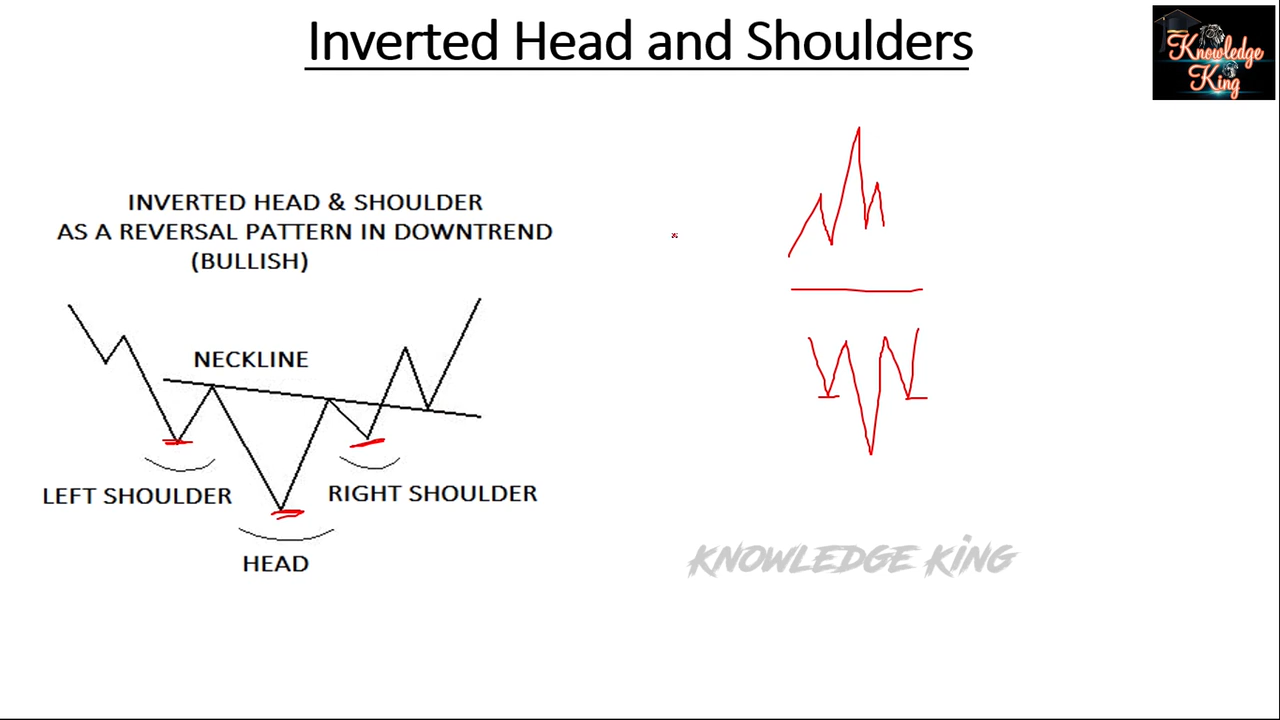 Inverted Head and Shoulders
Knowledge
King
INVERTED HEAD & SHOULDER
AS A REVERSAL PATTERN IN DOWNTREND
(BULLISH)
NECKLINE
LEFT SHOULDER
RIGHT SHOULDER
HEAD
KNOWLEDGE KING